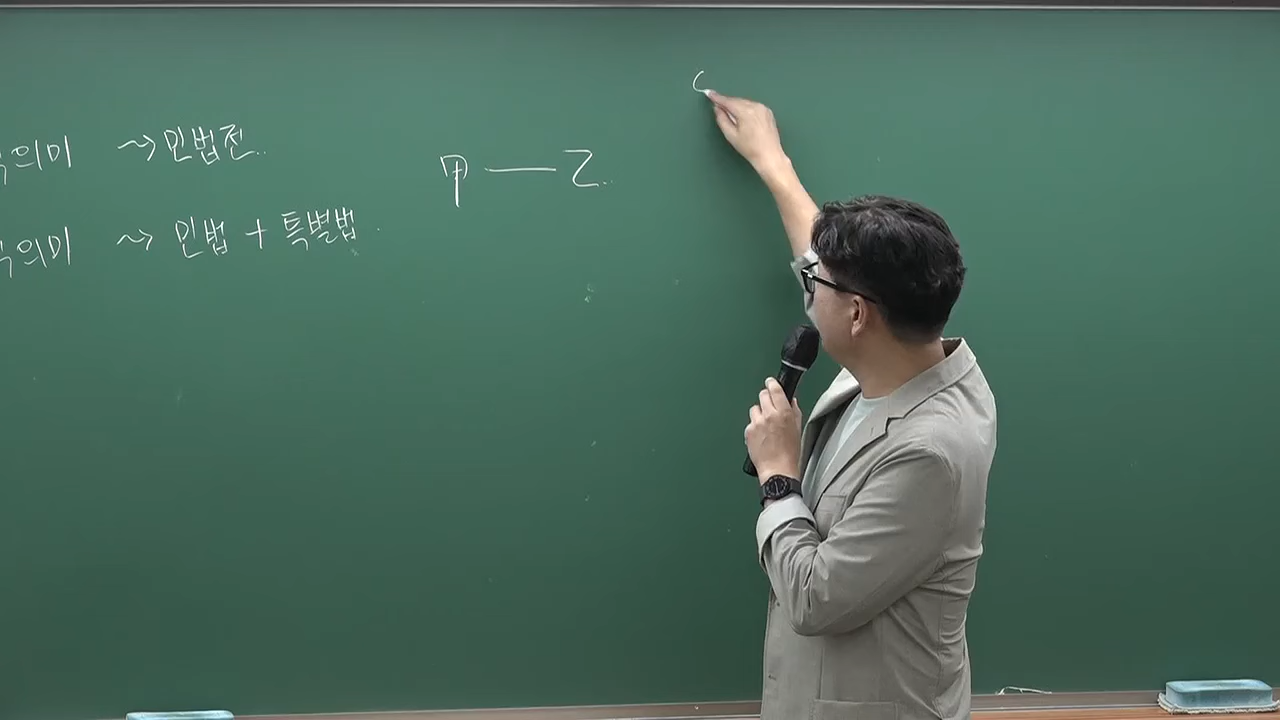 의미 → 민법전
甲 — 乙
의미 → 민법 + 특별법